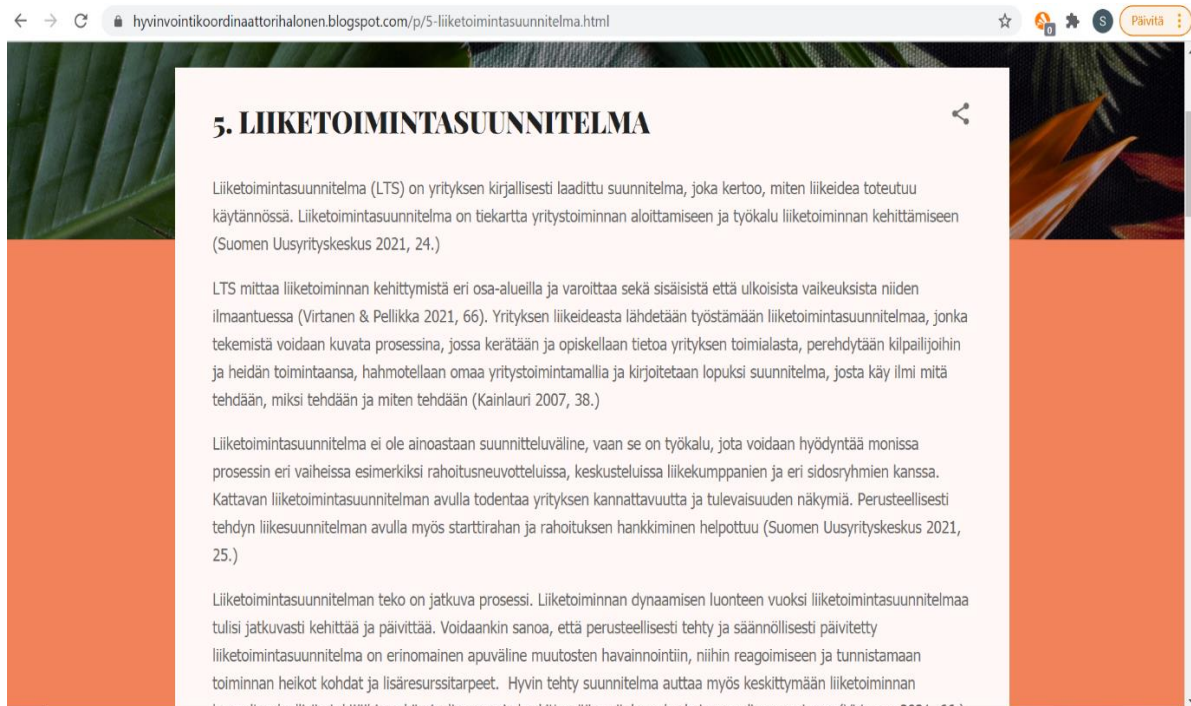 hyvinvointikoordinaattorihalonen.blogspot.com/p/5-liiketoimintasuunnitelma.html
0
S
Päivitä
5. LIIKETOIMINTASUUNNITELMA
Liiketoimintasuunnitelma (LTS) on yrityksen kirjallisesti laadittu suunnitelma, joka kertoo, miten liikeidea toteutuu
käytännössä. Liiketoimintasuunnitelma on tiekartta yritystoiminnan aloittamiseen ja työkalu liiketoiminnan kehittämiseen
(Suomen Uusyrityskeskus 2021, 24.)
LTS mittaa liiketoiminnan kehittymistä eri osa-alueilla ja varoittaa sekä sisäisistä että ulkoisista vaikeuksista niiden
ilmaantuessa (Virtanen & Pellikka 2021, 66). Yrityksen liikeideasta lähdetään työstämään liiketoimintasuunnitelmaa, jonka
tekemistä voidaan kuvata prosessina, jossa kerätään ja opiskellaan tietoa yrityksen toimialasta, perehdytään kilpailijoihin
ja heidän toimintaansa, hahmotellaan omaa yritystoimintamallia ja kirjoitetaan lopuksi suunnitelma, josta käy ilmi mitä
tehdään, miksi tehdään ja miten tehdään (Kainlauri 2007, 38.)
Liiketoimintasuunnitelma ei ole ainoastaan suunnitteluväline, vaan se on työkalu, jota voidaan hyödyntää monissa
prosessin eri vaiheissa esimerkiksi rahoitusneuvotteluissa, keskusteluissa liikekumppanien ja eri sidosryhmien kanssa.
Kattavan liiketoimintasuunnitelman avulla todentaa yrityksen kannattavuutta ja tulevaisuuden näkymiä. Perusteellisesti
tehdyn liikesuunnitelman avulla myös starttirahan ja rahoituksen hankkiminen helpottuu (Suomen Uusyrityskeskus 2021,
25.)
Liiketoimintasuunnitelman teko on jatkuva prosessi. Liiketoiminnan dynaamisen luonteen vuoksi liiketoimintasuunnitelmaa
tulisi jatkuvasti kehittää ja päivittää. Voidaankin sanoa, että perusteellisesti tehty ja säännöllisesti päivitetty
liiketoimintasuunnitelma on erinomainen apuväline muutosten havainnointiin, niihin reagoimiseen ja tunnistamaan
toiminnan heikot kohdat ja lisäresurssitarpeet. Hyvin tehty suunnitelma auttaa myös keskittymään liiketoiminnan